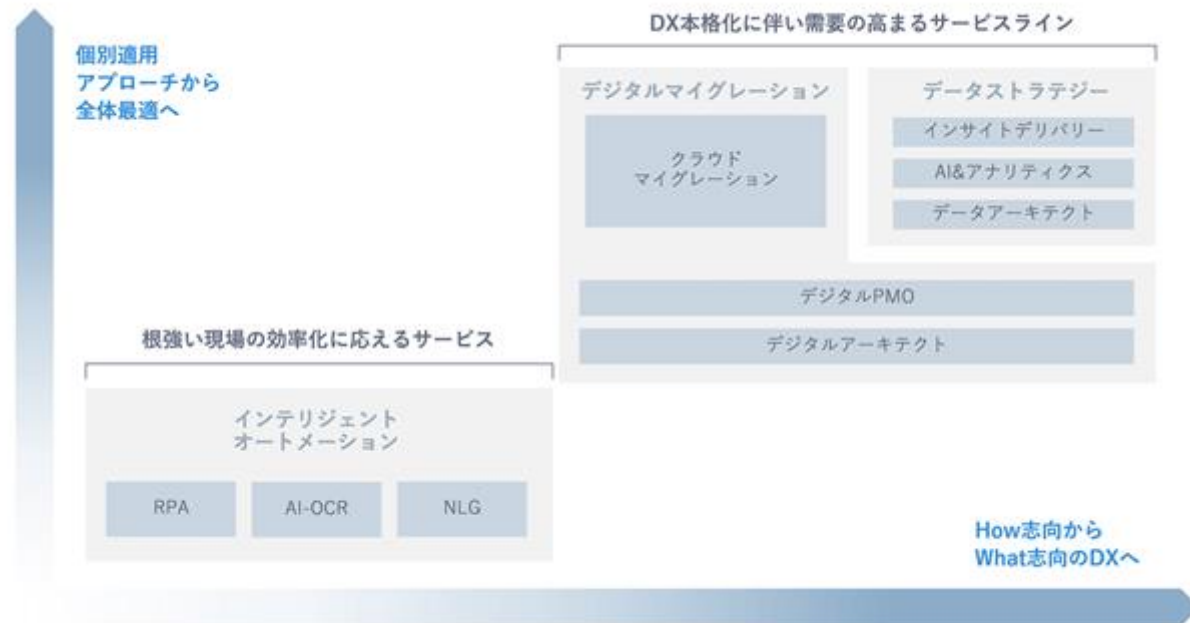 DX本格化に伴い需要の高まるサービスライン
個別適用
アプローチから
全体最適へ
デジタルマイグレーション
クラウド
マイグレーション
データストラテジー
インサイトデリバリー
AI&アナリティクス
データアーキテクト
デジタルPMO
デジタルアーキテクト
根強い現場の効率化に応えるサービス
インテリジェント
オートメーション
RPA
AI-OCR
NLG
How志向から
What志向のDXへ